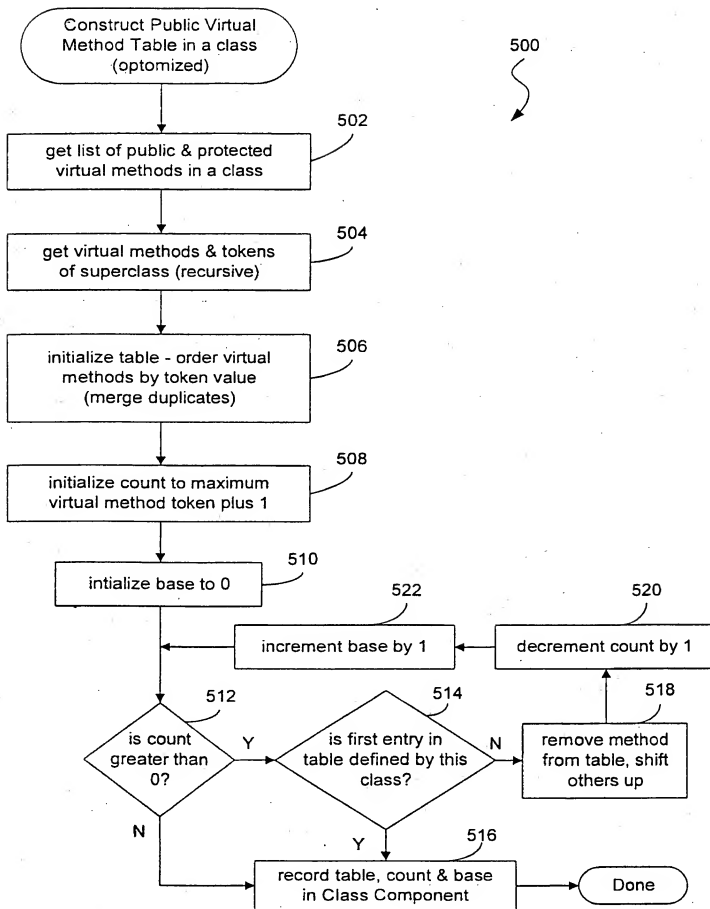 Construct Public Virtual
Method Table in a class
(optomized)
500
502
get list of public & protected
virtual methods in a class
504
get virtual methods & tokens
of superclass (recursive)
506
initialize table - order virtual
methods by token value
(merge duplicates)
508
initialize count to maximum
virtual method token plus 1
510
intialize base to 0
522
520
increment base by 1
decrement count by 1
512
514
518
is count
greater than
0?
Y
is first entry in
table defined by this
class?
N
remove method
from table, shift
others up
N
Y
516
record table, count & base
in Class Component
Done